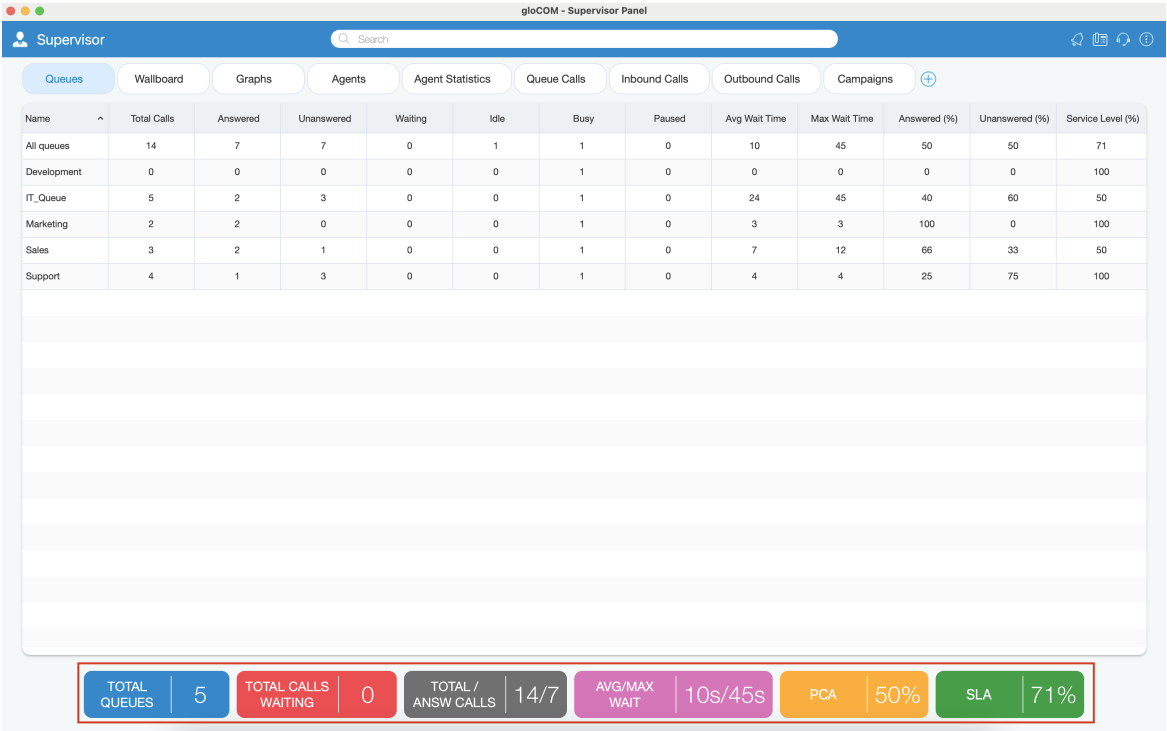 gloCOM - Supervisor Panel
Supervisor Search
Queues Wallboard Graphs Agents Agent Statistics Queue Calls Inbound Calls Outbound Calls Campaigns
Name Total Calls Answered Unanswered Waiting Idle Busy Paused Avg Wait Time Max Wait Time Answered (%) Unanswered (%) Service Level (%)
All queues 14 7 7 0 1 1 0 10 45 50 50 71
Development 0 0 0 0 0 1 0 0 0 0 0 100
IT_Queue 5 2 3 0 0 1 0 24 45 40 60 50
Marketing 2 2 0 0 0 1 0 3 3 100 0 100
Sales 3 2 1 0 0 1 0 7 12 66 33 50
Support 4 1 3 0 0 1 0 4 4 25 75 100
TOTAL QUEUES 5
TOTAL CALLS WAITING 0
TOTAL / ANSW CALLS 14/7
AVG/MAX WAIT 10s/45s
PCA 50%
SLA 71%